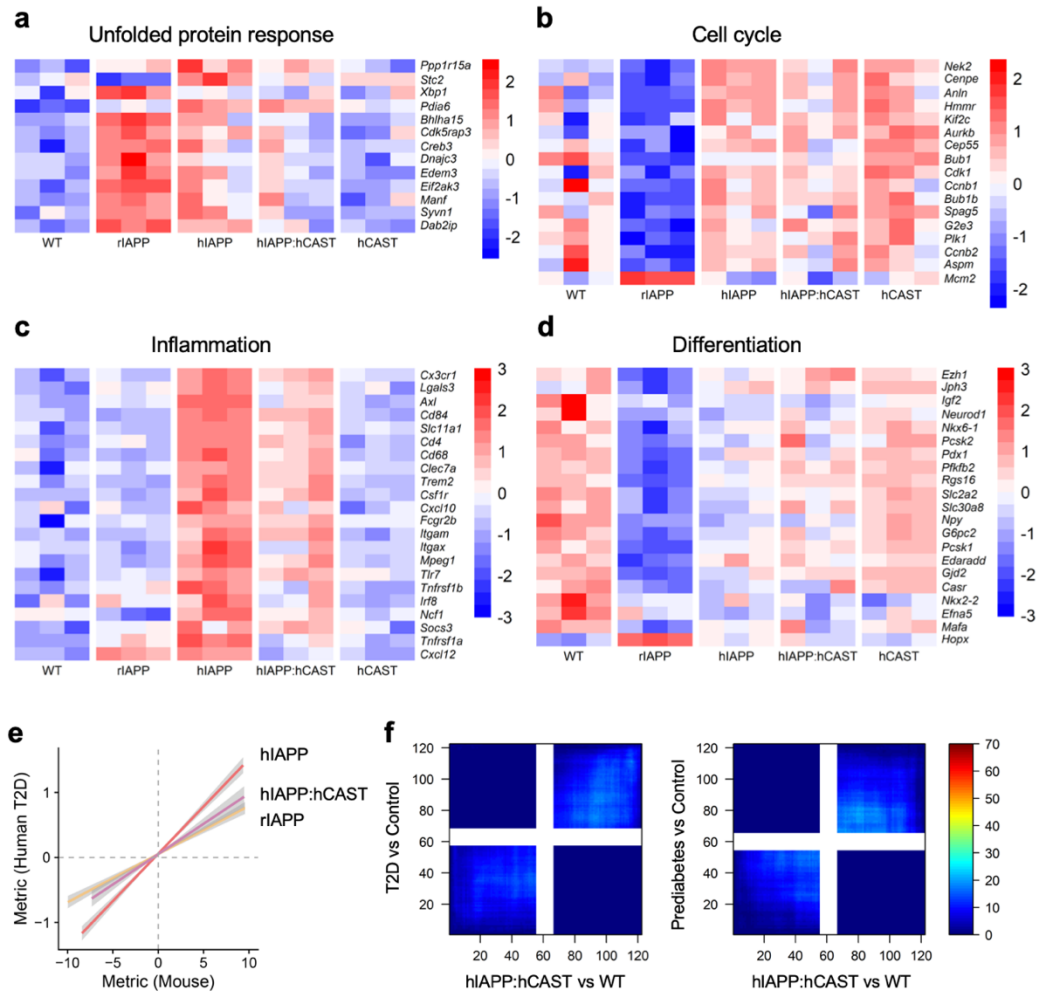 a
Unfolded protein response
Ppp1r15a
Stc2
Xbp1
Pdia6
Bhlha15
Cdk5rap3
Creb3
Dnajc3
Edem3
Eif2ak3
Manf
Syvn1
Dab2ip
2
1
0
-1
-2
WT rIAPP hIAPP hIAPP:hCAST hCAST
b
Cell cycle
Nek2
Cenpe
Anln
Hmmr
Kif2c
Aurkb
Cep55
Bub1
Cdk1
Ccnb1
Bub1b
Spag5
G2e3
Plk1
Ccnb2
Aspm
Mcm2
2
1
0
-1
-2
WT rIAPP hIAPP hIAPP:hCAST hCAST
c
Inflammation
Cx3cr1
Lgals3
Axl
Cd84
Slc11a1
Cd4
Cd68
Clec7a
Trem2
Csf1r
Cxcl10
Fcgr2b
Itgam
Itgax
Mpeg1
Tlr7
Tnfrsf1b
Irf8
Ncf1
Socs3
Tnfrsf1a
Cxcl12
3
2
1
0
-1
-2
-3
WT rIAPP hIAPP hIAPP:hCAST hCAST
d
Differentiation
Ezh1
Jph3
Igf2
Neurod1
Nkx6-1
Pcsk2
Pdx1
Pfkfb2
Rgs16
Slc2a2
Slc30a8
Npy
G6pc2
Pcsk1
Edaradd
Gjd2
Casr
Nkx2-2
Efna5
Mafa
Hopx
3
2
1
0
-1
-2
-3
WT rIAPP hIAPP hIAPP:hCAST hCAST
e
Metric (Human T2D)
1
0
−1
−10 −5 0 5 10
Metric (Mouse)
hIAPP
hIAPP:hCAST
rIAPP
f
T2D vs Control
120
100
80
60
40
20
20 40 60 80 100 120
hIAPP:hCAST vs WT
Prediabetes vs Control
120
100
80
60
40
20
20 40 60 80 100 120
hIAPP:hCAST vs WT
70
60
50
40
30
20
10
0